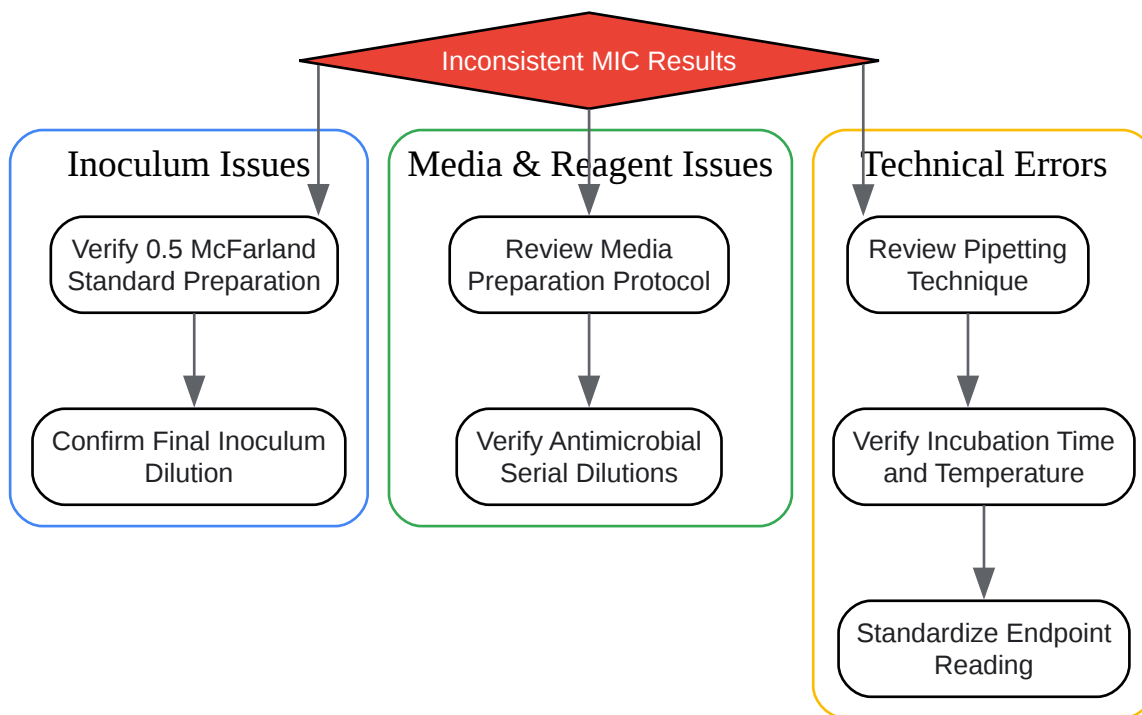 Inconsistent MIC Results
Inoculum Issues
Verify 0.5 McFarland
Standard Preparation
Confirm Final Inoculum
Dilution
Media & Reagent Issues
Review Media
Preparation Protocol
Verify Antimicrobial
Serial Dilutions
Technical Errors
Review Pipetting
Technique
Verify Incubation Time
and Temperature
Standardize Endpoint
Reading